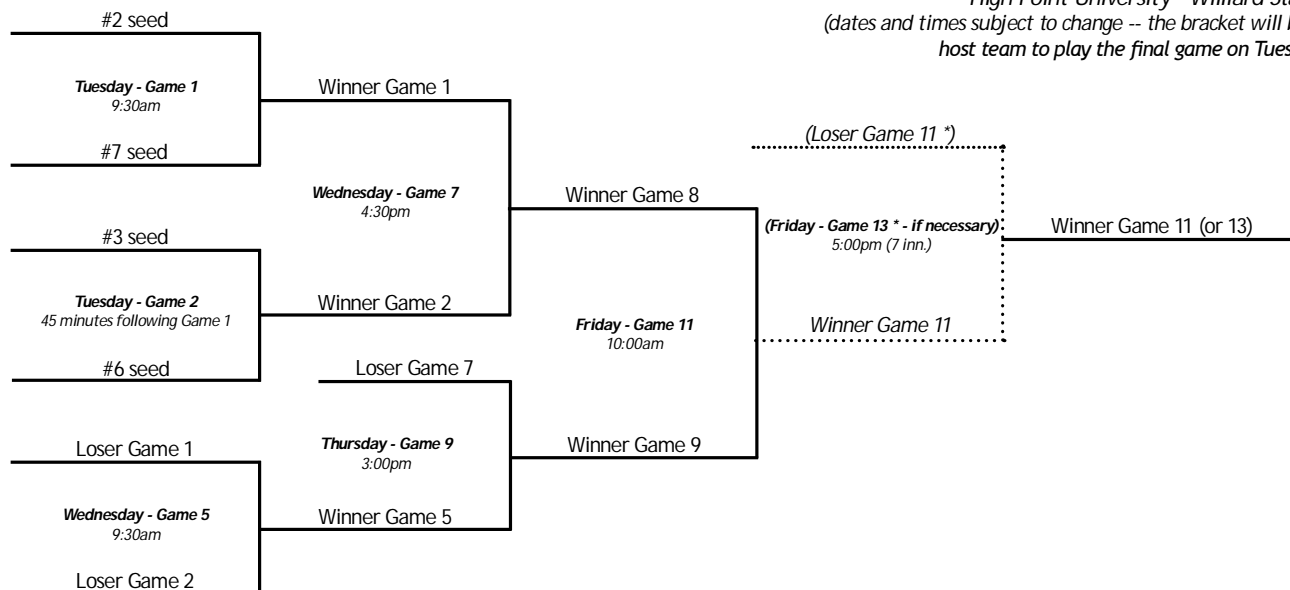 High Point University - Williard
(dates and times subject to change -- the bracket will
host team to play the final game on
#2 seed
Tuesday - Game 1
9:30am
#7 seed
Winner Game 1
Wednesday - Game 7
4:30pm
#3 seed
Tuesday - Game 2
45 minutes following Game 1
#6 seed
Winner Game 2
Winner Game 8
(Loser Game 11 *)
(Friday - Game 13 * - if necessary)
5:00pm (7 inn.)
Winner Game 11
Winner Game 11 (or 13)
Friday - Game 11
10:00am
Loser Game 7
Thursday - Game 9
3:00pm
Winner Game 9
Loser Game 1
Wednesday - Game 5
9:30am
Winner Game 5
Loser Game 2